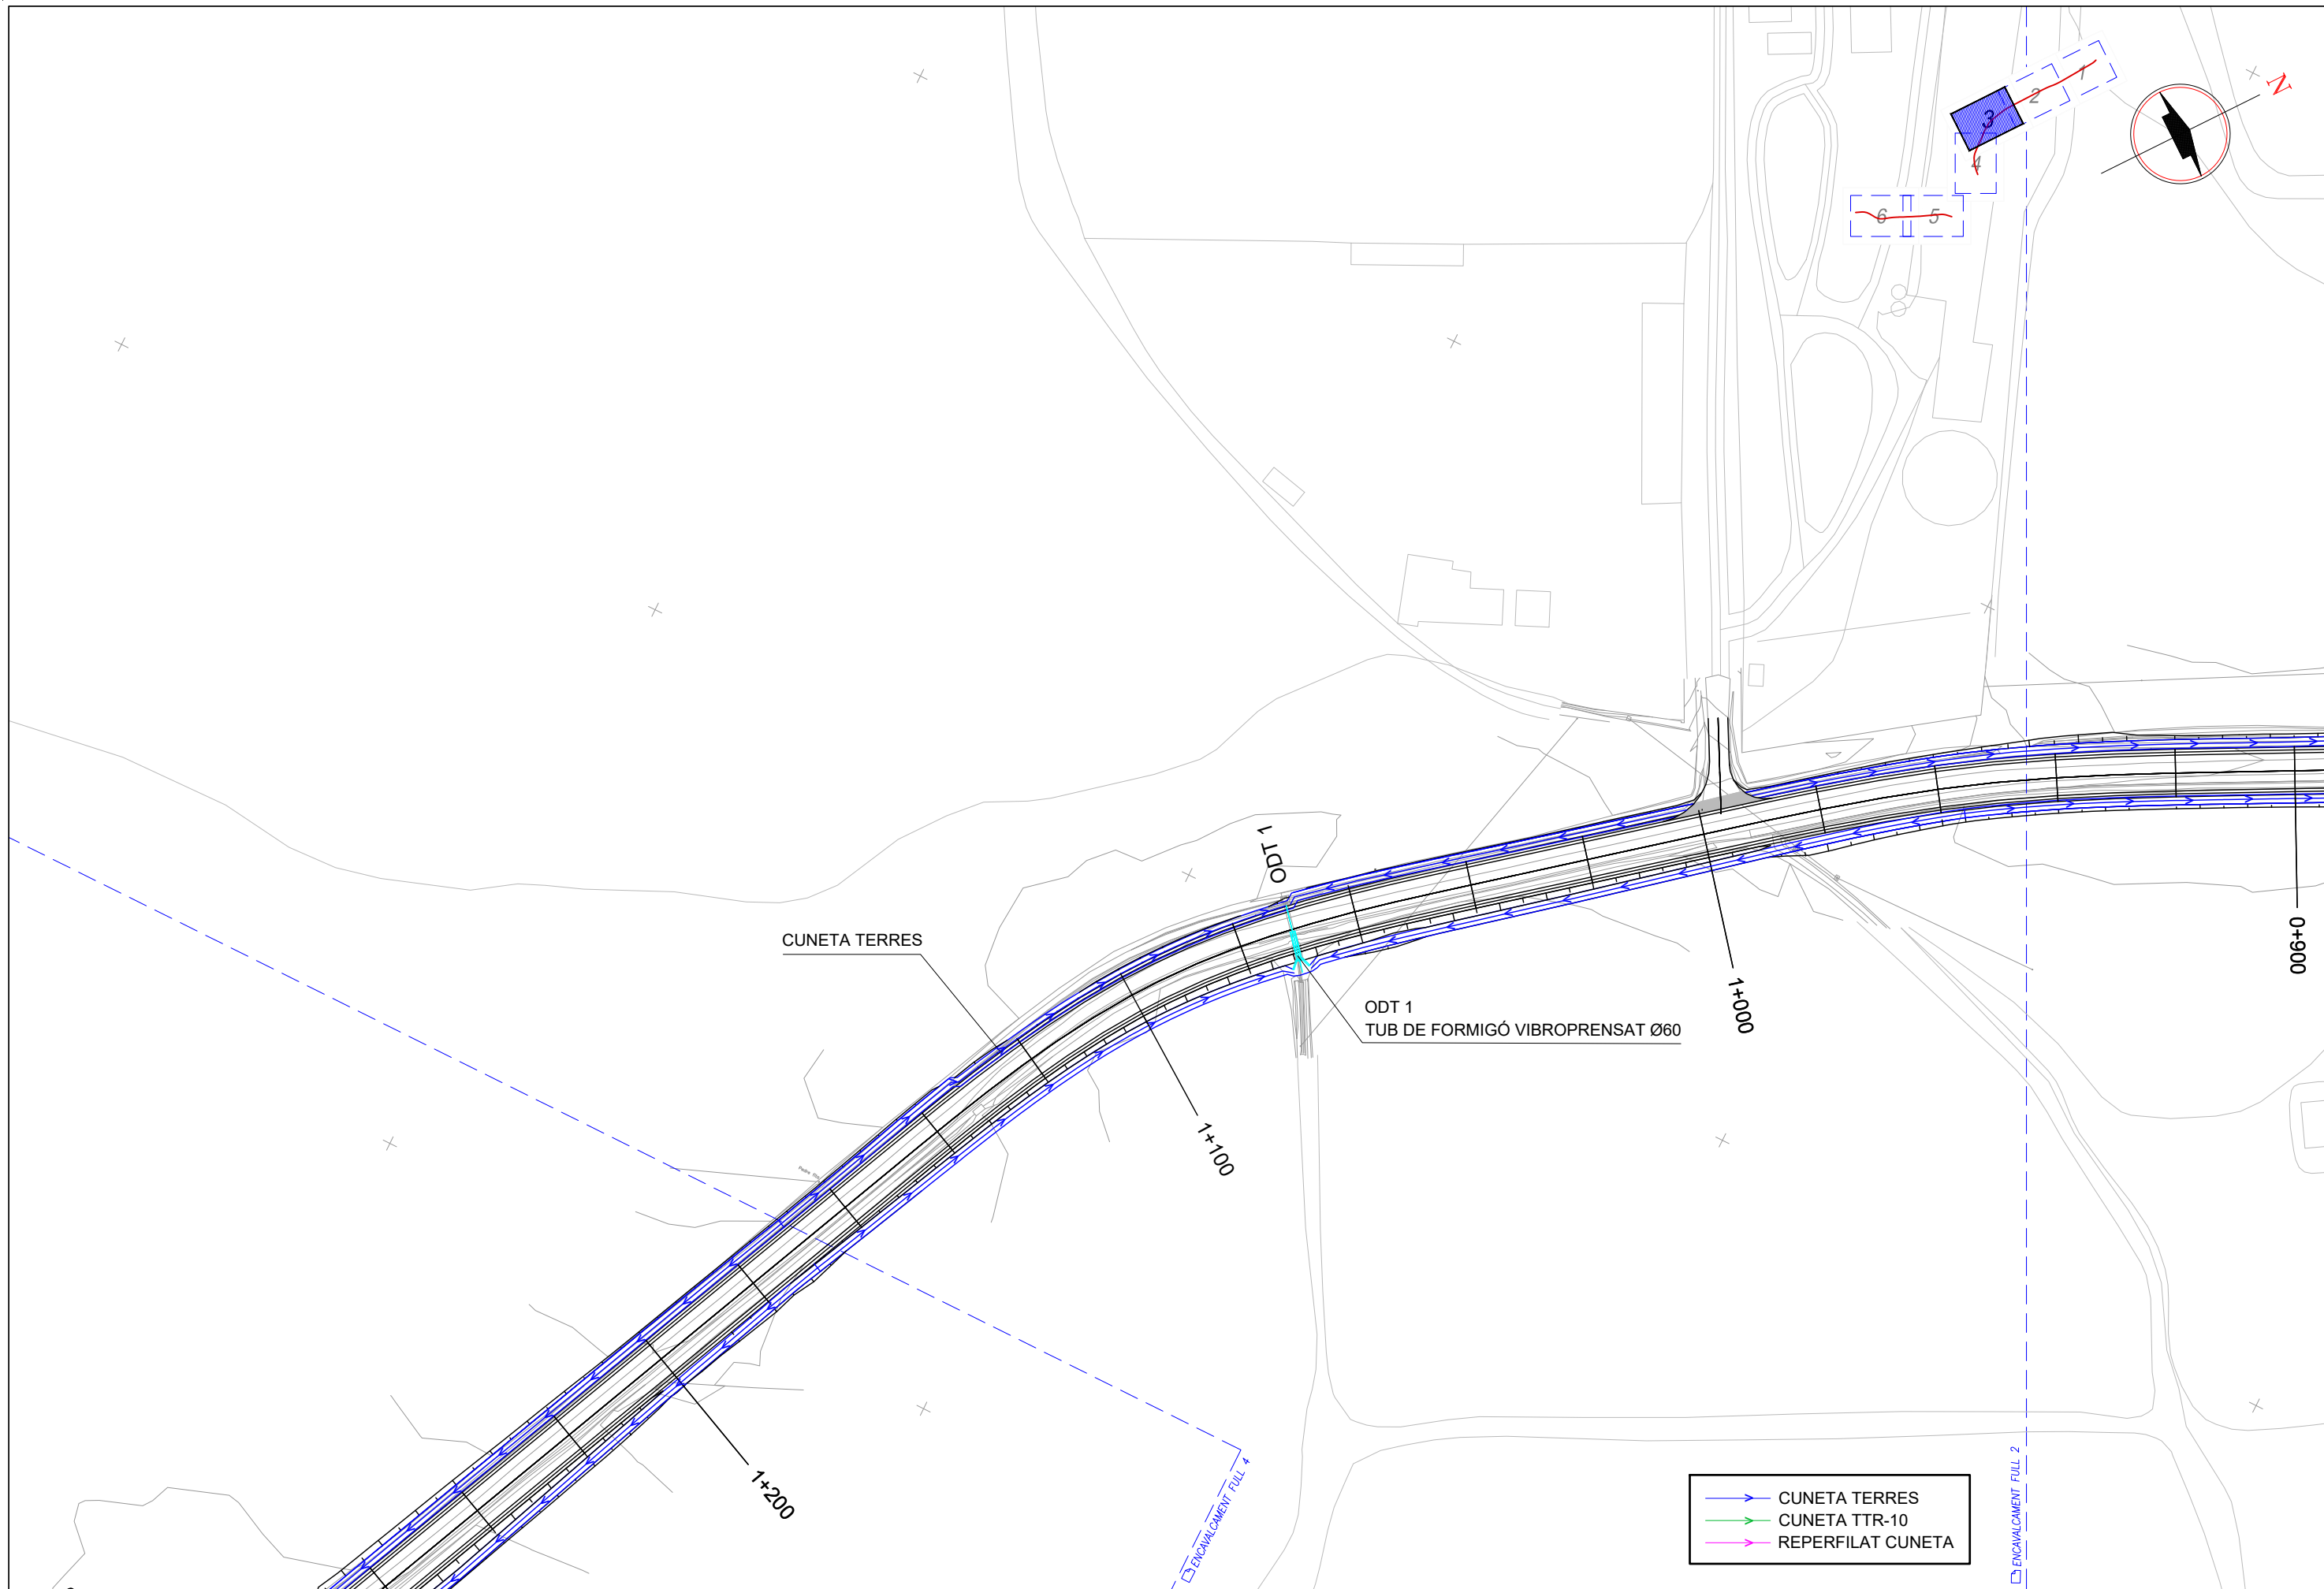 N
1
2
3
4
6
5
ODT 1
CUNETA TERRES
0+900
1+000
ODT 1
TUB DE FORMIGÓ VIBROPRENSAT Ø60
1+100
1+200
ENCAVALCAMENT FULL 4
ENCAVALCAMENT FULL 2
CUNETA TERRES
CUNETA TTR-10
REPERFILAT CUNETA